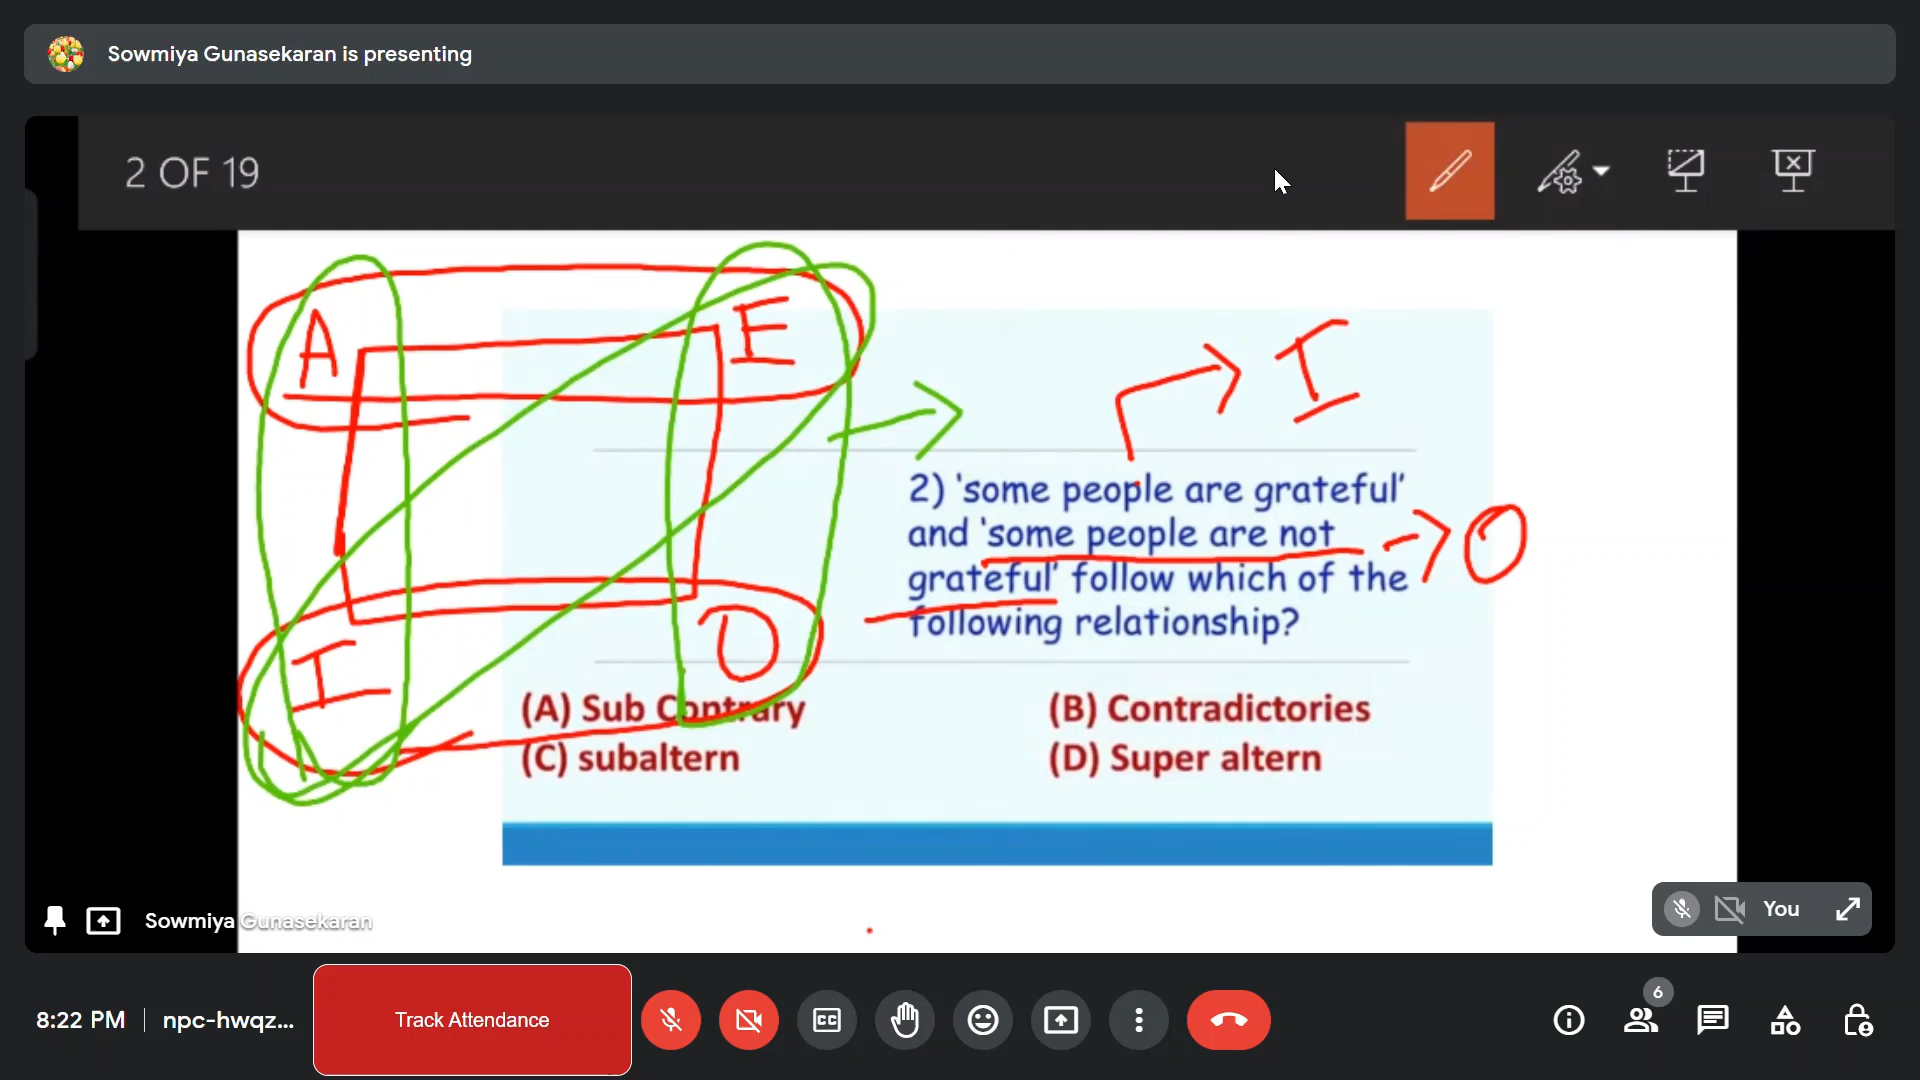 Sowmiya Gunasekaran is presenting
2 OF 19
A
E
I
2) ‘some people are grateful’
and ‘some people are not
grateful’ follow which of the
following relationship?
O
I
O
(A) Sub Contrary
(B) Contradictories
(C) subaltern
(D) Super altern
Sowmiya Gunasekaran
You
8:22 PM
npc-hwqz...
Track Attendance
CC
6